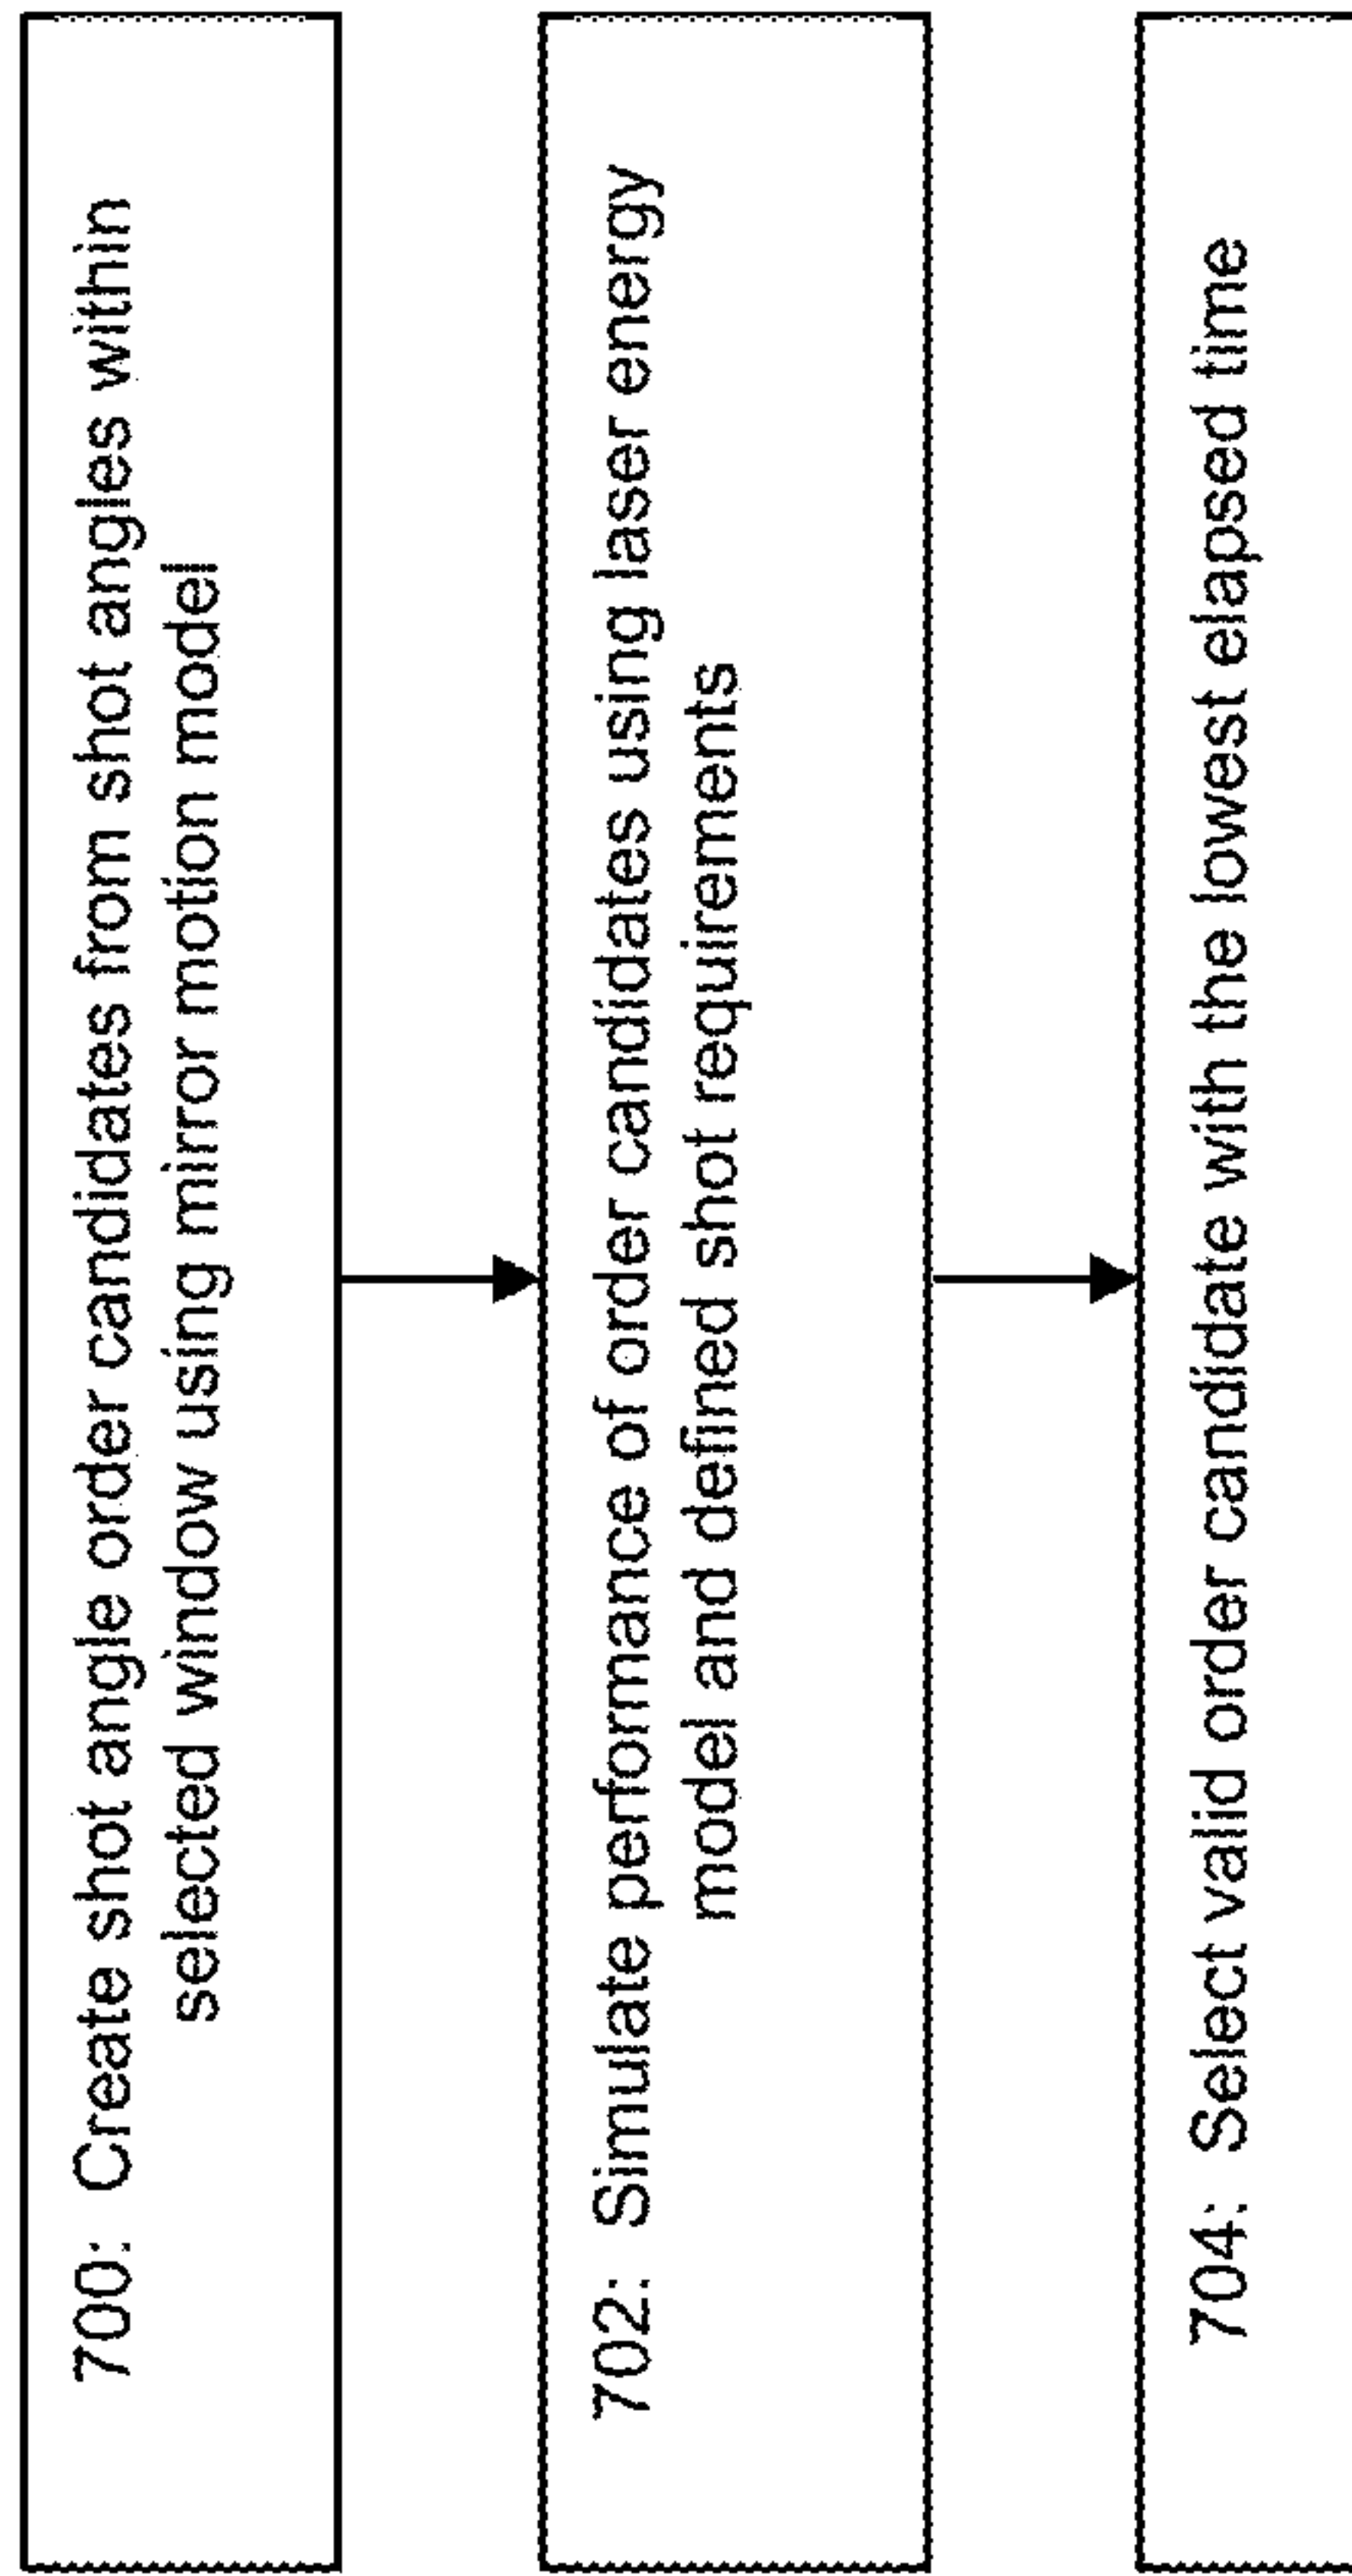 700: Create shot angle order candidates from shot angles within
selected window using mirror motion model
702: Simulate performance of order candidates using laser energy
model and defined shot requirements
704: Select valid order candidate with the lowest elapsed time